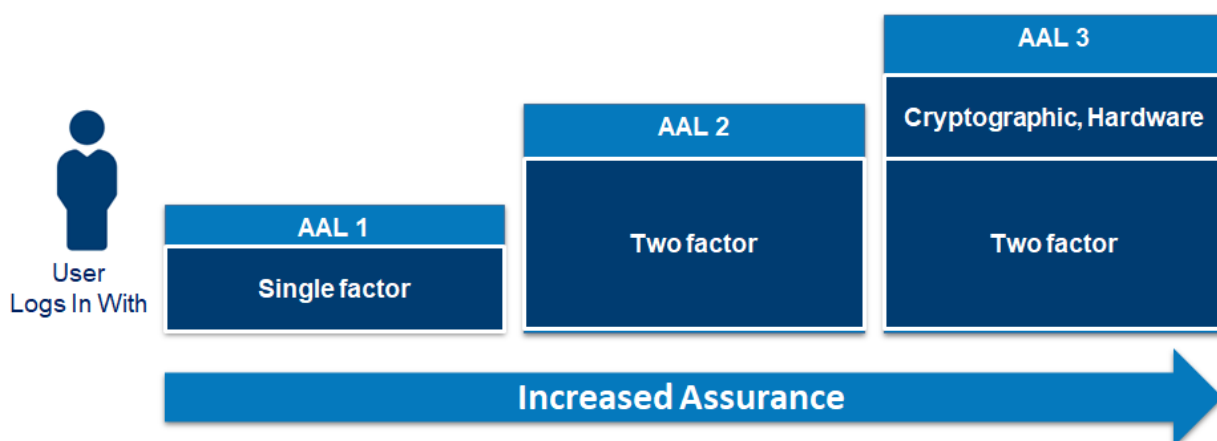 AAL 3
Cryptographic, Hardware
Two factor
AAL 2
Two factor
AAL 1
Single factor
User
Logs In With
Increased Assurance